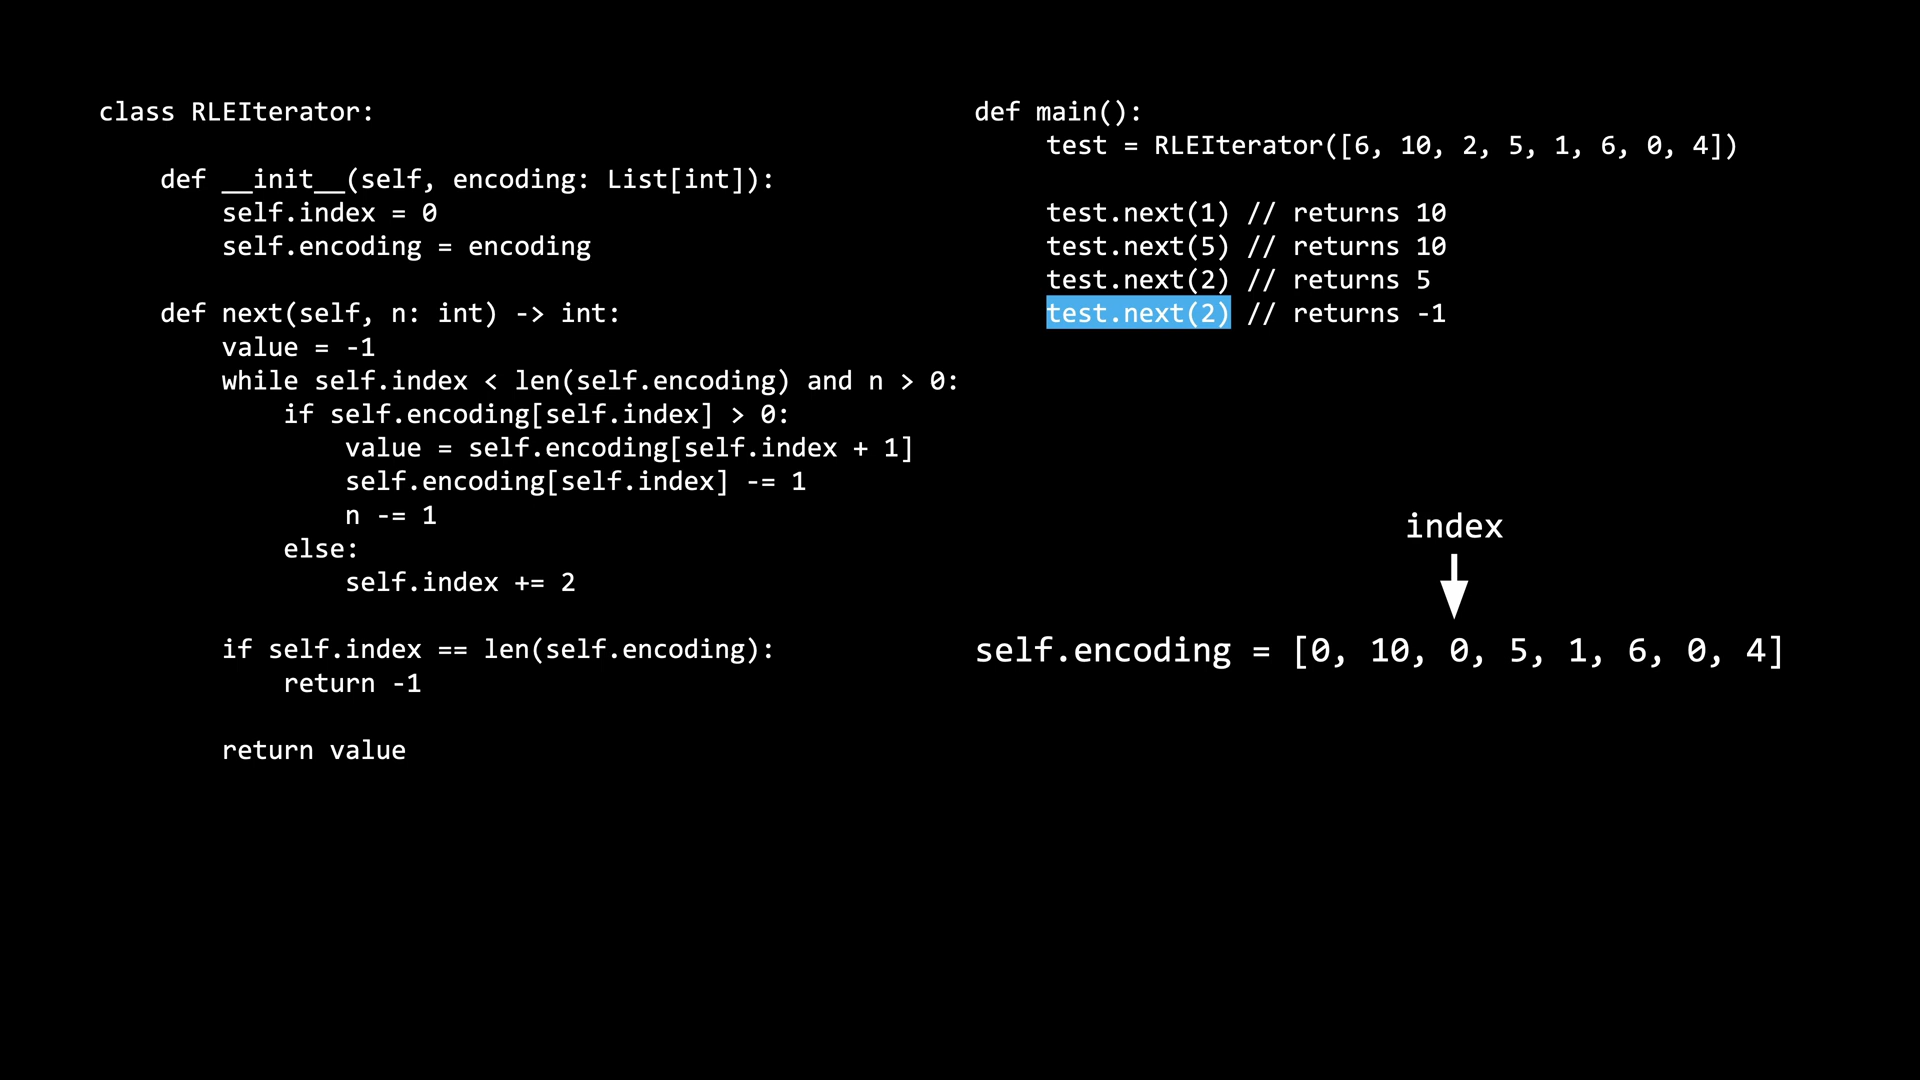 class RLEIterator:
def __init__(self, encoding: List[int]):
self.index = 0
self.encoding = encoding
def next(self, n: int) -> int:
value = -1
while self.index < len(self.encoding) and n > 0:
if self.encoding[self.index] > 0:
value = self.encoding[self.index + 1]
self.encoding[self.index] -= 1
n -= 1
else:
self.index += 2
if self.index == len(self.encoding):
return -1
return value
def main():
test = RLEIterator([6, 10, 2, 5, 1, 6, 0, 4])
test.next(1) // returns 10
test.next(5) // returns 10
test.next(2) // returns 5
test.next(2) // returns -1
index
self.encoding = [0, 10, 0, 5, 1, 6, 0, 4]